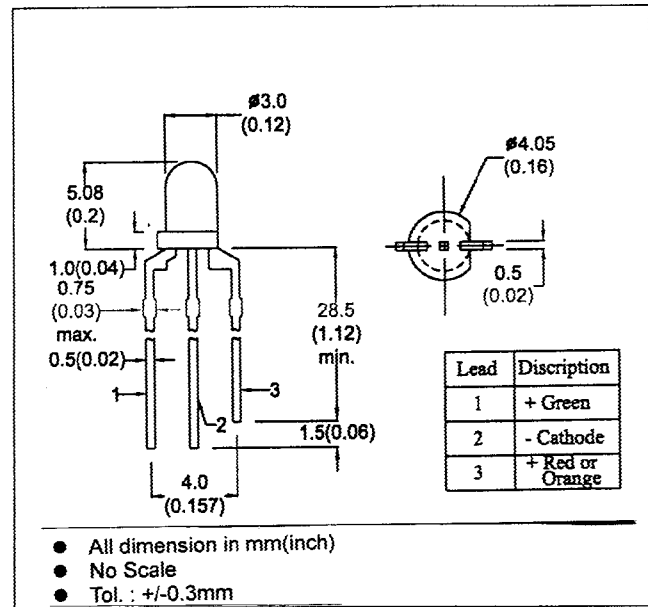 ø3.0
(0.12)
5.08
(0.2)
1.0(0.04)
0.75
(0.03)
max.
0.5(0.02)
1
2
3
28.5
(1.12)
min.
1.5(0.06)
4.0
(0.157)
ø4.05
(0.16)
0.5
(0.02)
Lead Discription
1 + Green
2 - Cathode
3 + Red or
Orange
● All dimension in mm(inch)
● No Scale
● Tol. : +/-0.3mm